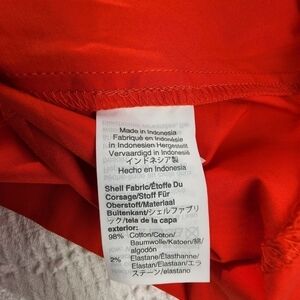 Made in Indonesia
Fabriqué en Indonésie
in Indonesien Hergestellt
Vervaardigd in Indonesië
インドネシア製
Hecho en Indonesia
Shell Fabric/Étoffe Du
Corsage/Stoff Für
Oberstoff/Materiaal
Buitenkant/シェルファブリ
ック/tela de la capa
exterior:
98% Cotton/Coton/
Baumwolle/Katoen/綿/
algodón
2% Elastane/Élasthanne/
Elastan/Elastaan/エラ
ステーン/elastano